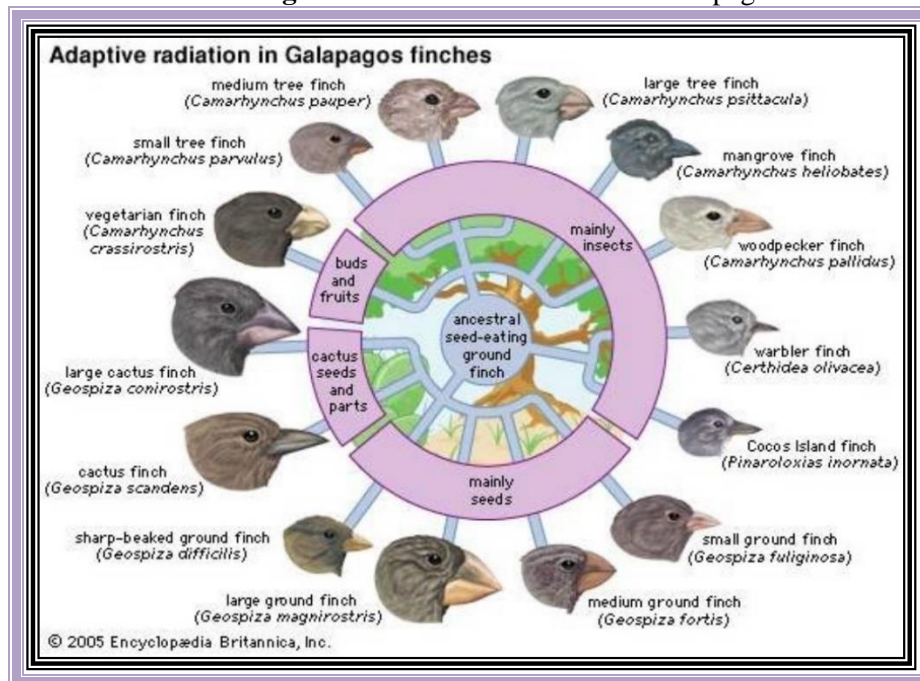 Adaptive radiation in Galapagos finches
medium tree finch
(Camarhynchus pauper)
large tree finch
(Camarhynchus psittacula)
small tree finch
(Camarhynchus parvulus)
mangrove finch
(Camarhynchus heliobates)
vegetarian finch
(Camarhynchus
crassirostris)
woodpecker finch
(Camarhynchus pallidus)
mainly
insects
buds
and
fruits
ancestral
seed-eating
ground
finch
warbler finch
(Certhidea olivacea)
large cactus finch
(Geospiza conirostris)
cactus
seeds
and
parts
Cocos Island finch
(Pinaroloxias inornata)
cactus finch
(Geospiza scandens)
mainly
seeds
sharp-beaked ground finch
(Geospiza difficilis)
small ground finch
(Geospiza fuliginosa)
large ground finch
(Geospiza magnirostris)
medium ground finch
(Geospiza fortis)
© 2005 Encyclopædia Britannica, Inc.